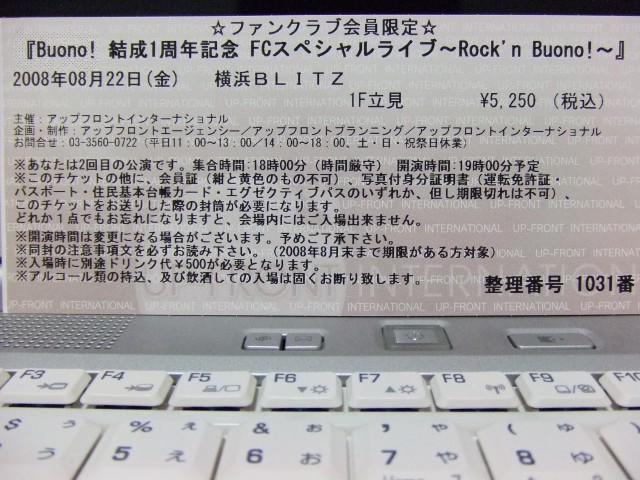 ☆ファンクラブ会員限定☆
『Buono! 結成1周年記念 FCスペシャルライブ～Rock'n Buono!～』
2008年08月22日(金) 横浜BLITZ
1F立見 ¥5,250 (税込)
主催:アップフロントインターナショナル
企画・制作:アップフロントエージェンシー/アップフロントプランニング/アップフロントインターナショナル
お問合せ:03-3560-0722 (平日11:00～13:00/14:00～18:00、土・日・祝祭日休業)
※あなたは2回目の公演です。集合時間:18時00分 (時間厳守) 開演時間:19時00分予定
※このチケットの他に、会員証(紺と黄色のもの不可)、写真付身分証明書(運転免許証・
パスポート・住民基本台帳カード・エグゼクティブパスのいずれか、但し期限切れは不可)、
このチケットをお送りした際の封筒が必要になります。
どれか1点でもお忘れになりますと、会場内にはご入場出来ません。
※開演時間は変更になる場合がございます。予めご了承下さい。
※同封の注意事項文を必ずお読み下さい。(2008年8月末まで期限がある方対象)
※入場時に別途ドリンク代¥500が必要となります。
※アルコール類の持込、及び飲酒しての入場は固くお断り致します。
整理番号 1031番
UP-FRONT INTERNATIONAL
F3 F4 F5 F6 F7 F8 F9 F10
% ぇ & ぉ ' ゃ ( ゅ
5 え 6 お 7 や 8 ゆ